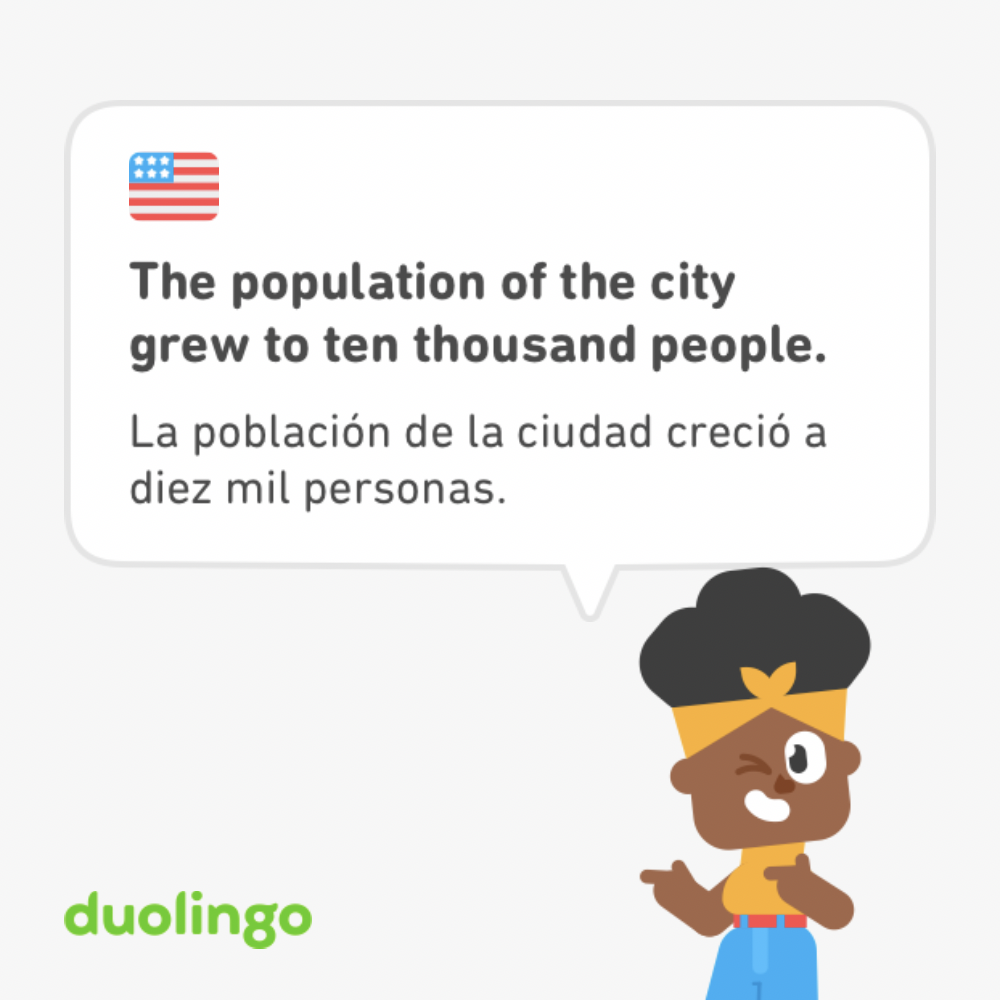 The population of the city
grew to ten thousand people.
La población de la ciudad creció a
diez mil personas.
duolingo